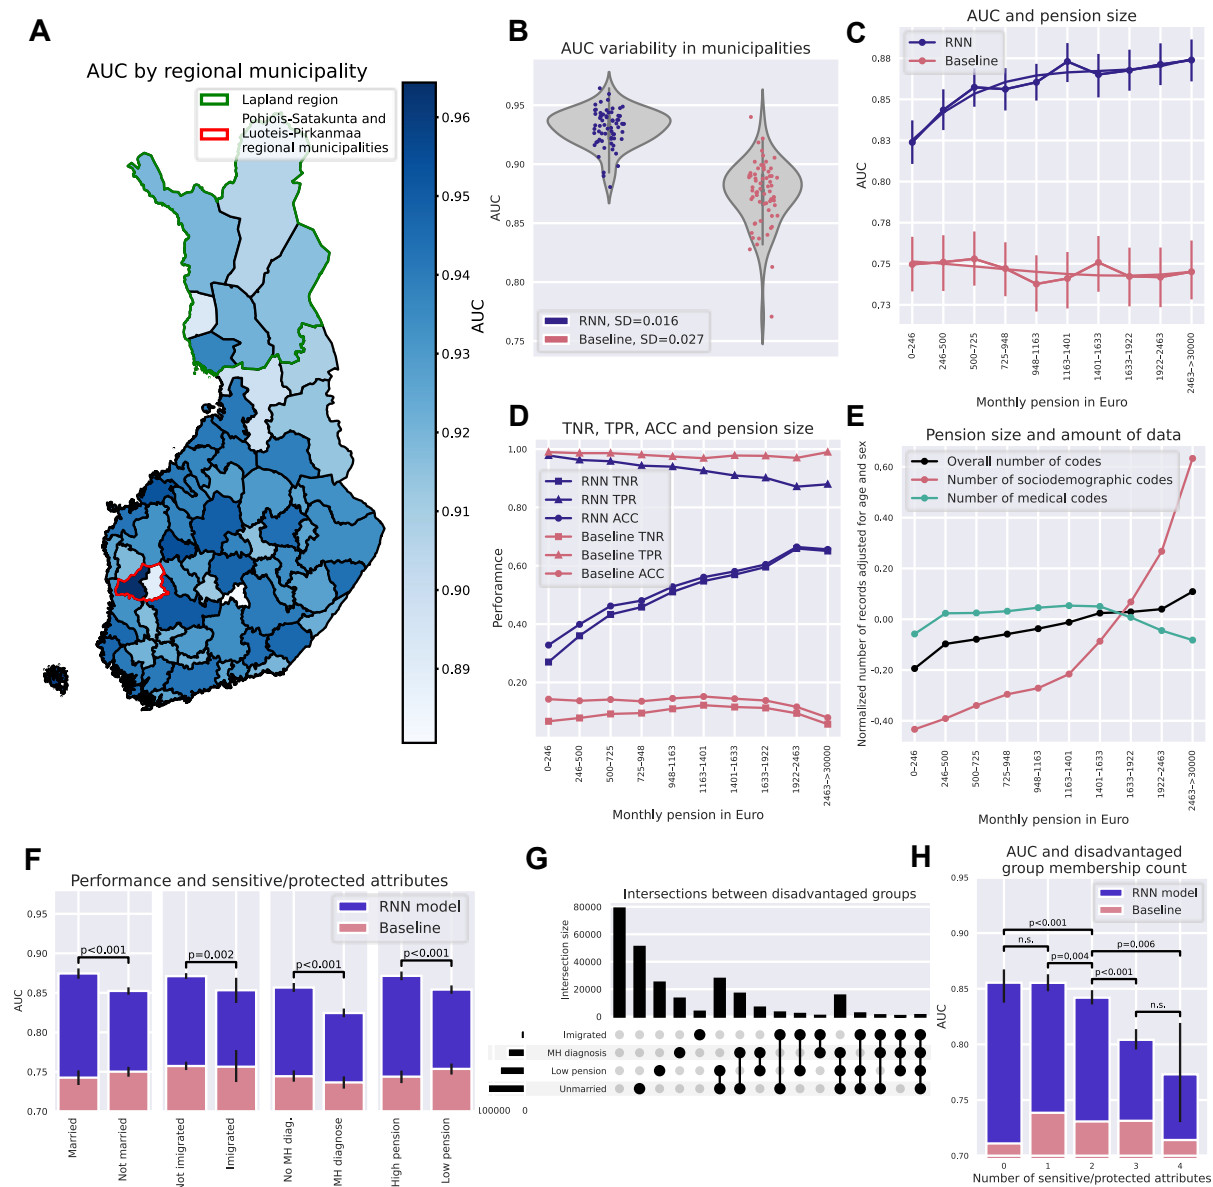 A
AUC by regional municipality
Lapland region
Pohjois-Satakunta and
Luoteis-Pirkanmaa
regional municipalities
0.96
0.95
0.94
0.93
0.92
0.91
0.90
0.89
AUC
B
AUC variability in municipalities
0.95
0.90
0.85
0.80
0.75
AUC
RNN, SD=0.016
Baseline, SD=0.027
C
AUC and pension size
RNN
Baseline
0.88
0.85
0.83
0.80
0.78
0.75
0.73
AUC
0–246
246–500
500–725
725–948
948–1163
1163–1401
1401–1633
1633–1922
1922–2463
2463–>30000
Monthly pension in Euro
D
TNR, TPR, ACC and pension size
1.00
0.80
0.60
0.40
0.20
Perforamnce
RNN TNR
RNN TPR
RNN ACC
Baseline TNR
Baseline TPR
Baseline ACC
0–246
246–500
500–725
725–948
948–1163
1163–1401
1401–1633
1633–1922
1922–2463
2463–>30000
Monthly pension in Euro
E
Pension size and amount of data
Normalized number of records adjusted for age and sex
0,60
0,40
0,20
0,00
-0,20
-0,40
Overall number of codes
Number of sociodemographic codes
Number of medical codes
0–246
246–500
500–725
725–948
948–1163
1163–1401
1401–1633
1633–1922
1922–2463
2463–>30000
Monthly pension in Euro
F
Performance and sensitive/protected attributes
RNN model
Baseline
0.95
0.90
0.85
0.80
0.75
0.70
AUC
p<0.001
p=0.002
p<0.001
p<0.001
Married
Not married
Not imigrated
Imigrated
No MH diag.
MH diagnose
High pension
Low pension
G
Intersections between disadvantaged groups
80000
60000
40000
20000
0
Intersection size
Imigrated
MH diagnosis
Low pension
Unmarried
100000 0
H
AUC and disadvantaged
group membership count
RNN model
Baseline
0.95
0.90
0.85
0.80
0.75
0.70
AUC
p<0.001
n.s.
p=0.004
p=0.006
p<0.001
n.s.
0 1 2 3 4
Number of sensitive/protected attributes